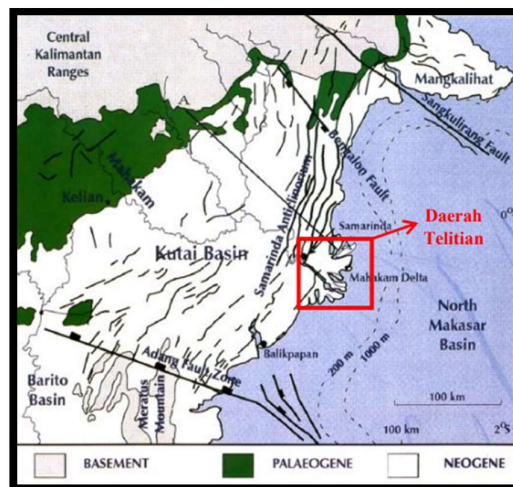 Central
Kalimantan
Ranges
Mangkalihat
Sangkulirang Fault
A
Bengalon Fault
Mahakam
Kelian
Samarinda Anticlinorium
0°
Samarinda
Daerah
Telitian
Kutai Basin
Mahakam Delta
North
Makasar
Basin
200 m
1000 m
Balikpapan
Adang Fault Zone
Barito
Basin
Meratus
Mountain
100 km
100 km
2°S
BASEMENT
PALAEOGENE
NEOGENE